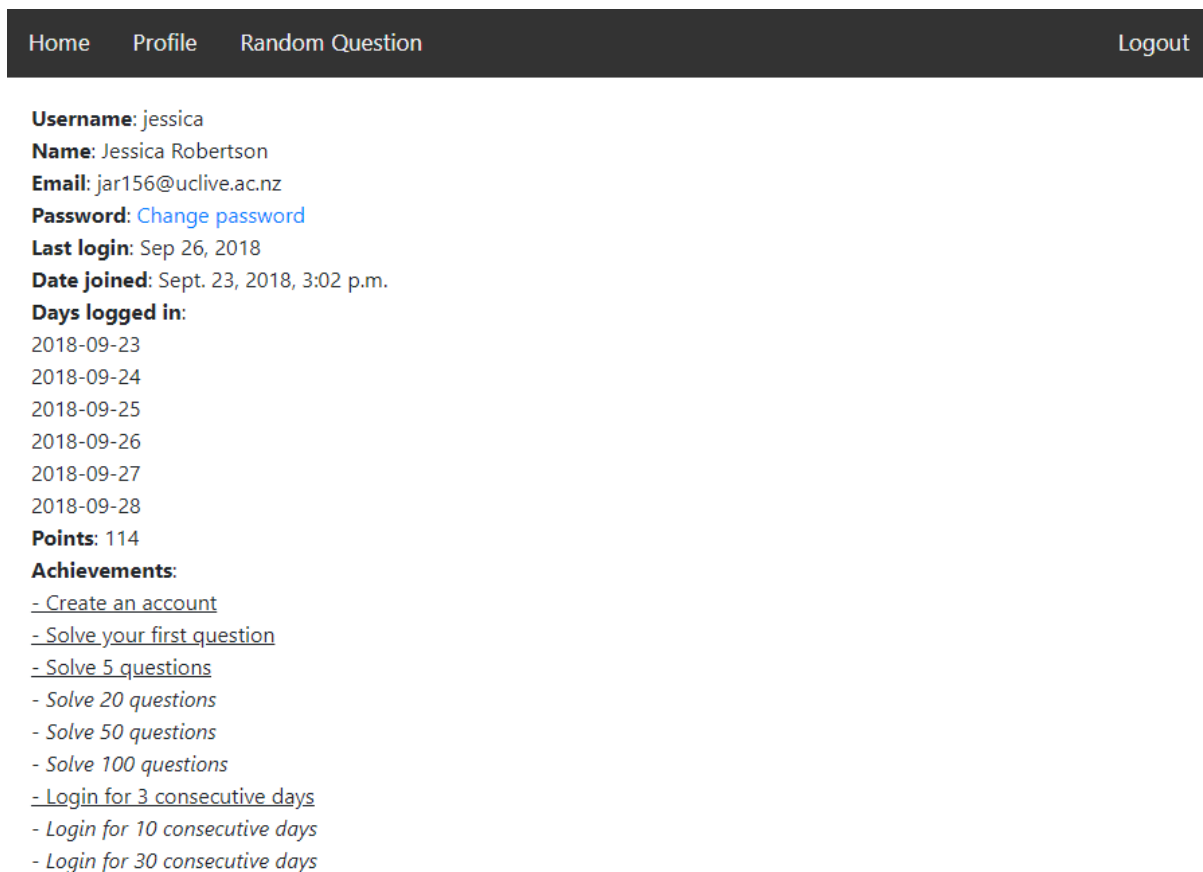 Home Profile Random Question Logout
Username: jessica
Name: Jessica Robertson
Email: jar156@uclive.ac.nz
Password: Change password
Last login: Sep 26, 2018
Date joined: Sept. 23, 2018, 3:02 p.m.
Days logged in:
2018-09-23
2018-09-24
2018-09-25
2018-09-26
2018-09-27
2018-09-28
Points: 114
Achievements:
- Create an account
- Solve your first question
- Solve 5 questions
- Solve 20 questions
- Solve 50 questions
- Solve 100 questions
- Login for 3 consecutive days
- Login for 10 consecutive days
- Login for 30 consecutive days